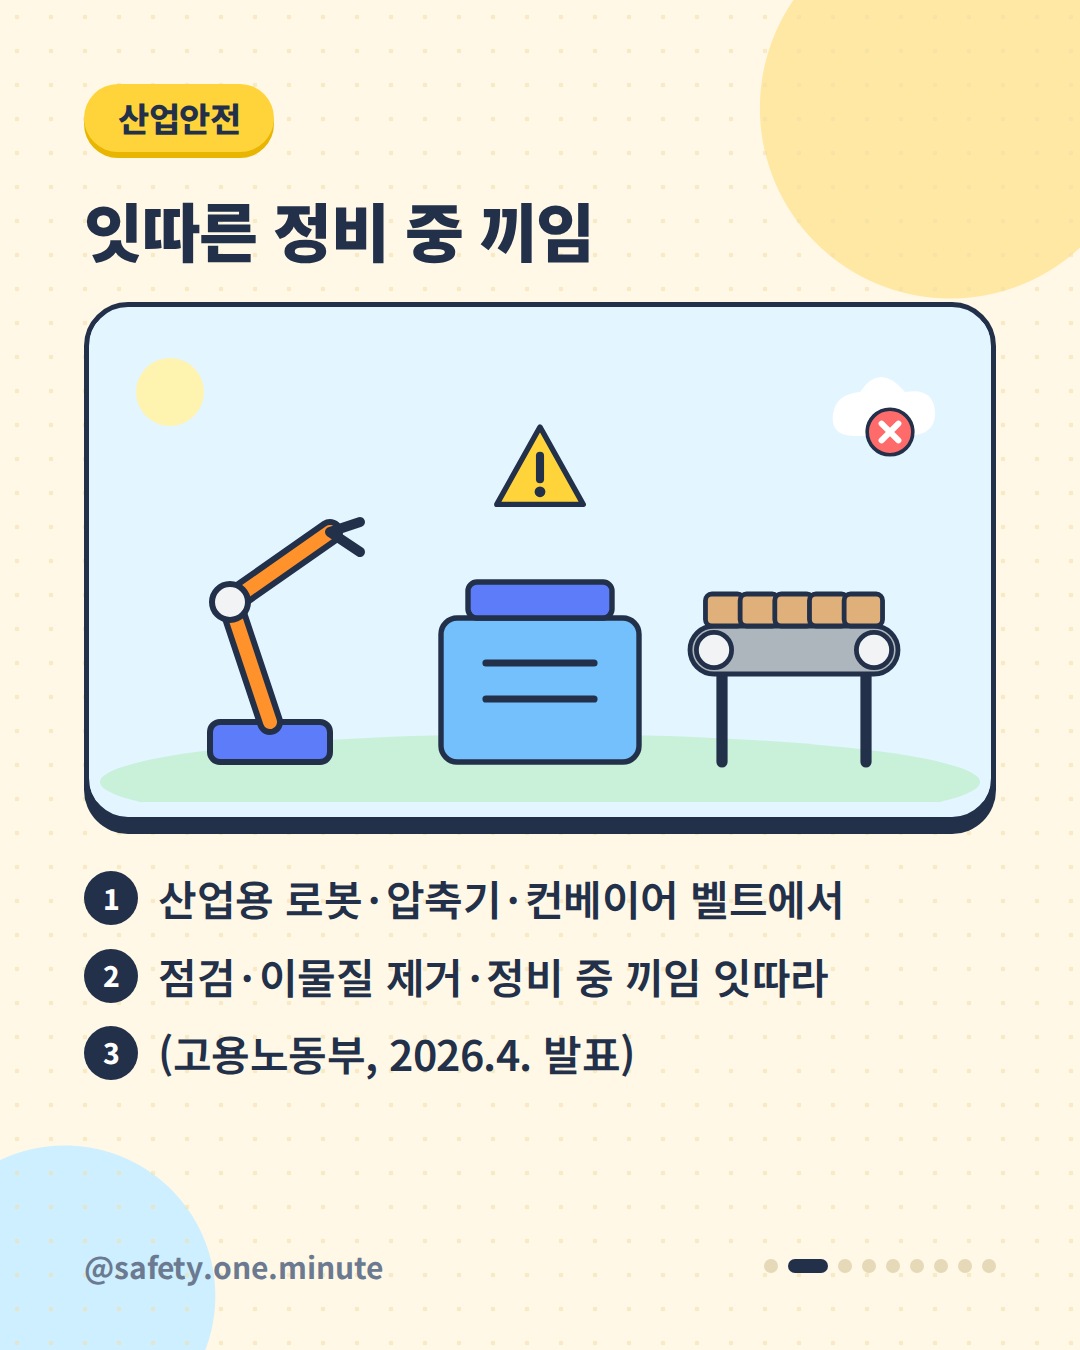 산업안전
잇따른 정비 중 끼임
1 산업용 로봇·압축기·컨베이어 벨트에서
2 점검·이물질 제거·정비 중 끼임 잇따라
3 (고용노동부, 2026.4. 발표)
@safety.one.minute